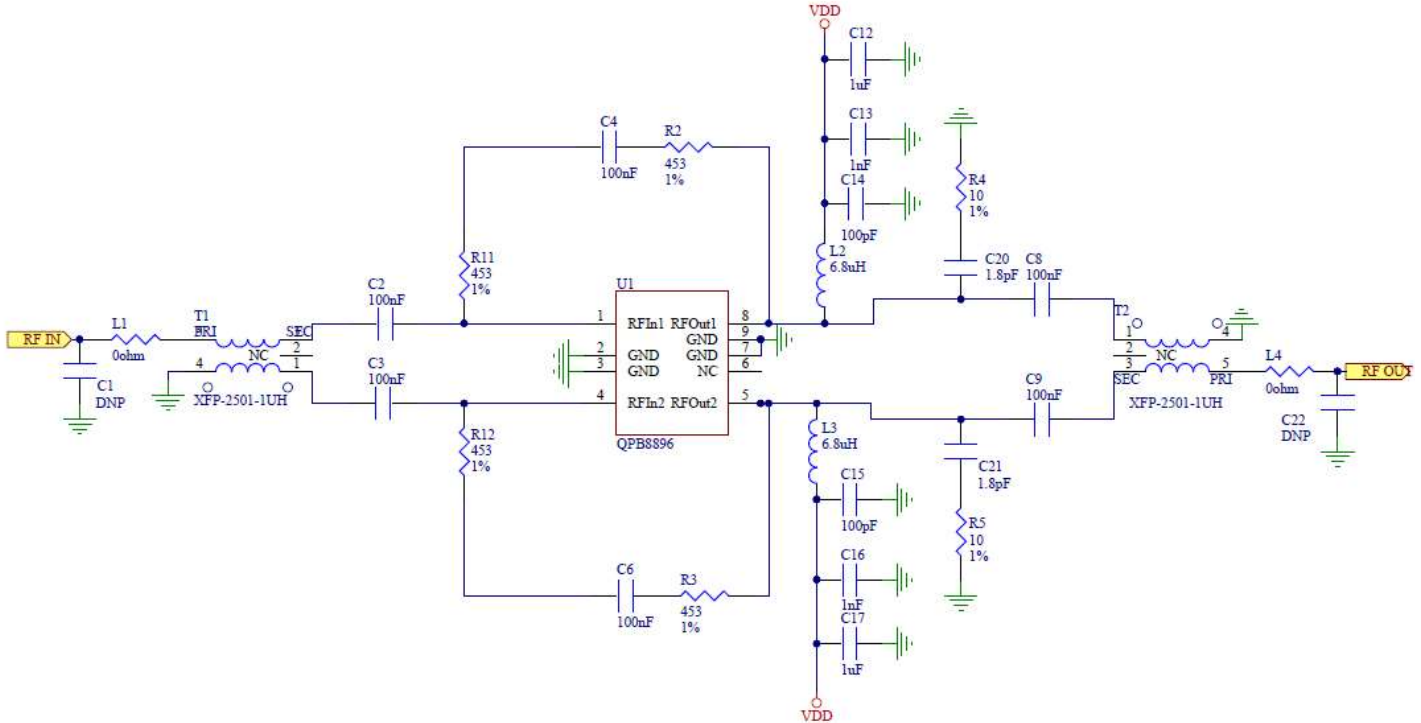 VDD
C12
1uF
C13
1nF
C14
100pF
C4
100nF
R2
453
1%
R4
10
1%
L2
6.8uH
C20
1.8pF
C8
100nF
R11
453
1%
C2
100nF
U1
RF IN
L1
0ohm
T1
PRI
SEC
NC
2
4
1
XFP-2501-1UH
C1
DNP
C3
100nF
1
RFIn1
RFOut1
8
GND
9
2
GND
GND
7
3
GND
NC
6
4
RFIn2
RFOut2
5
QPB8896
T2
1
4
2
NC
3
5
SEC
PRI
XFP-2501-1UH
L4
0ohm
RF OUT
C22
DNP
C9
100nF
R12
453
1%
L3
6.8uH
C21
1.8pF
C15
100pF
R5
10
1%
C16
1nF
C17
1uF
C6
100nF
R3
453
1%
VDD